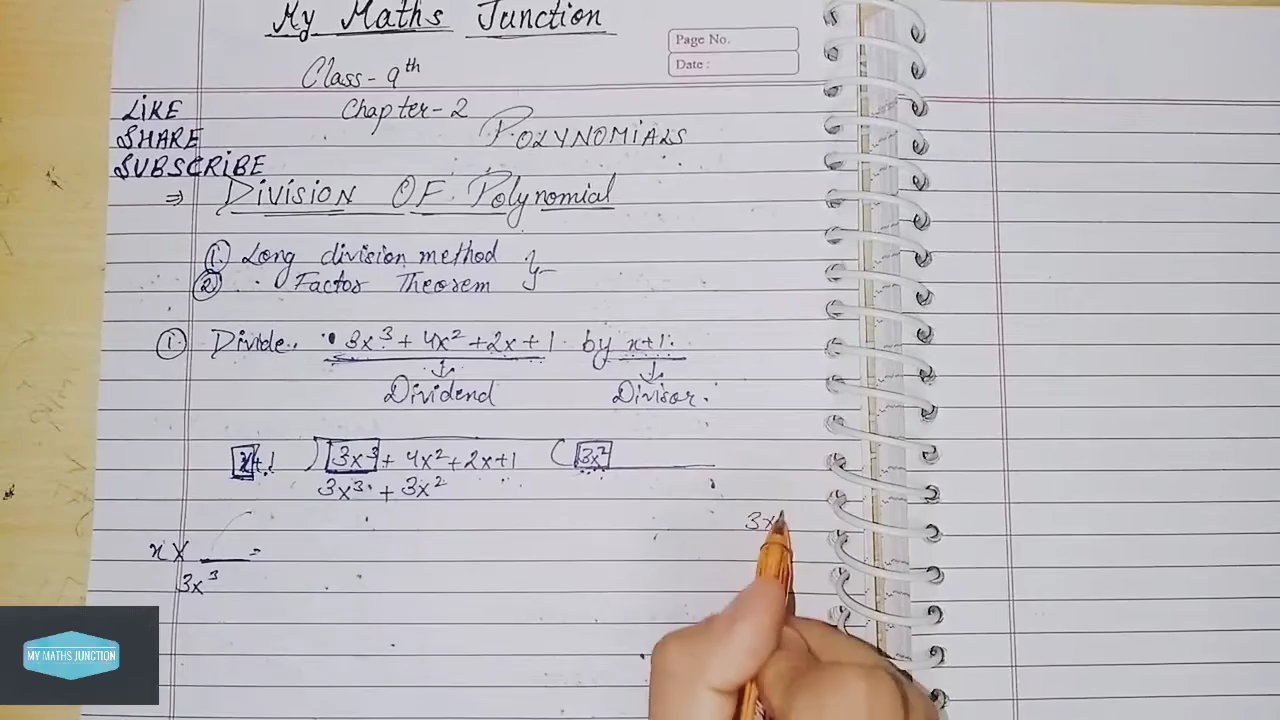 My Maths Junction
Page No.
Date :
Class-9th
LIKE
Chapter-2
SHARE
POLYNOMIALS
SUBSCRIBE
⇒ Division Of Polynomial
1. Long division method
2. Factor Theorem
1. Divide 3x³ + 4x² + 2x + 1 by x+1.
Dividend Divisor.
x+1 ) 3x³ + 4x² + 2x + 1 ( 3x²
3x³ + 3x²
3x
x × ___ =
3x³
MY MATHS JUNCTION